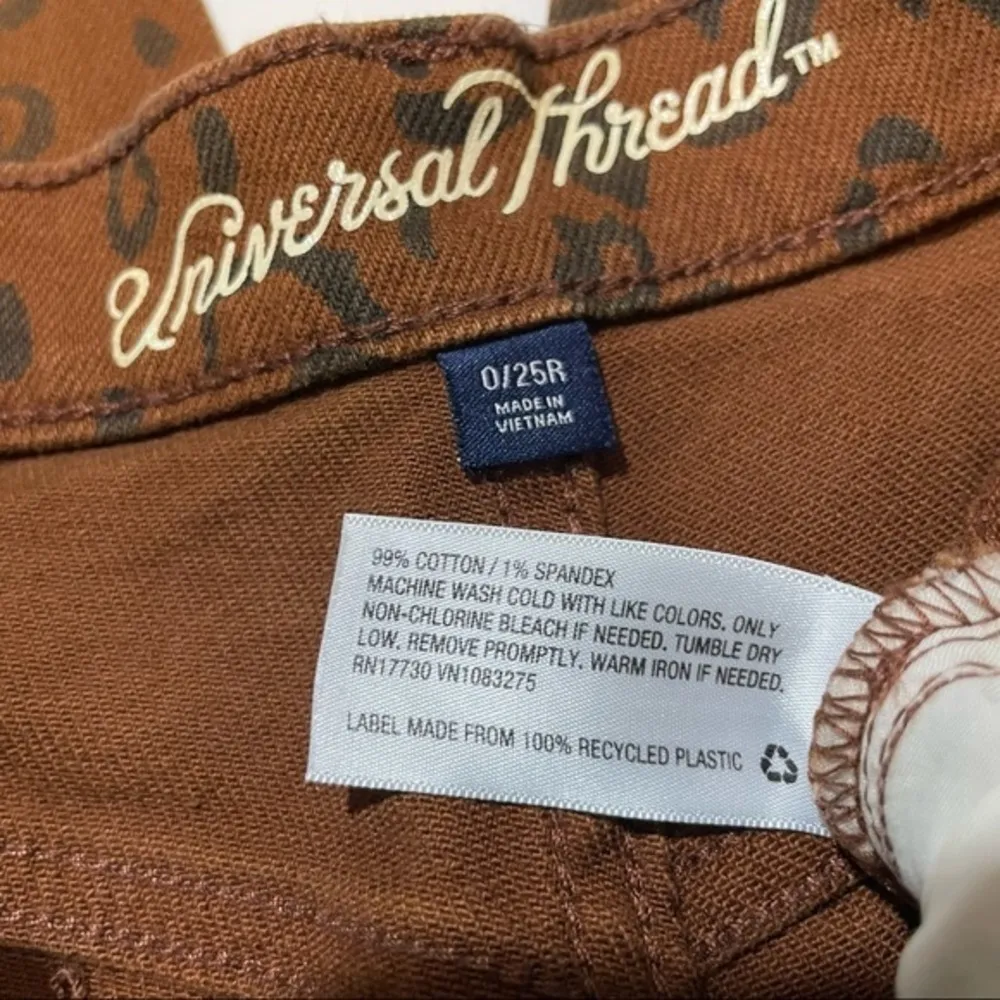 Universal Thread™
0/25R
MADE IN
VIETNAM
99% COTTON / 1% SPANDEX
MACHINE WASH COLD WITH LIKE COLORS. ONLY
NON-CHLORINE BLEACH IF NEEDED. TUMBLE DRY
LOW. REMOVE PROMPTLY. WARM IRON IF NEEDED.
RN17730 VN1083275
LABEL MADE FROM 100% RECYCLED PLASTIC